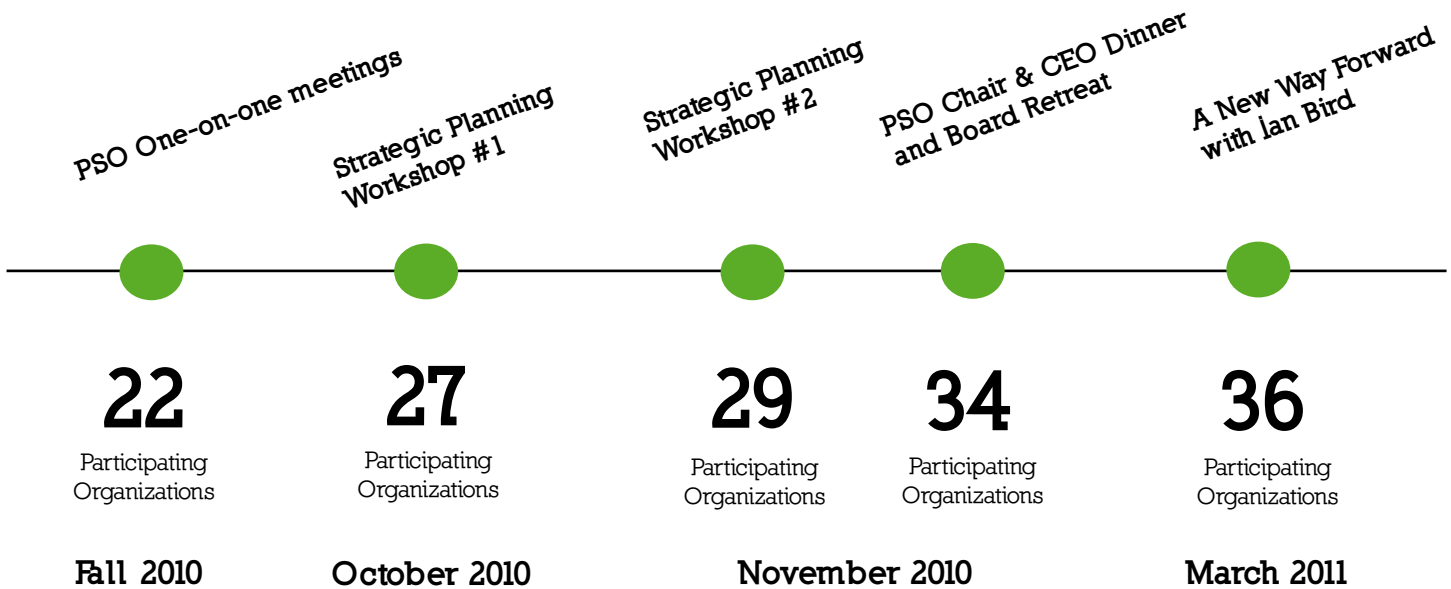 PSO One-on-one meetings
Strategic Planning
Workshop #1
Strategic Planning
Workshop #2
PSO Chair & CEO Dinner
and Board Retreat
A New Way Forward
with İan Bird
22
Participating
Organizations
27
Participating
Organizations
29
Participating
Organizations
34
Participating
Organizations
36
Participating
Organizations
Fall 2010
October 2010
November 2010
March 2011